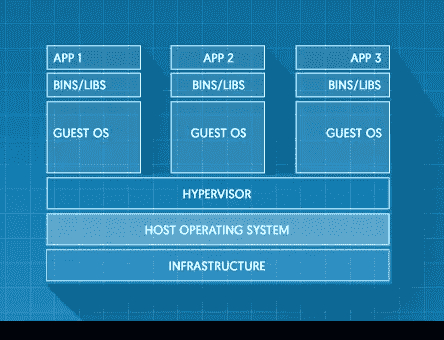 APP 1 APP 2 APP 3
BINS/LIBS BINS/LIBS BINS/LIBS
GUEST OS GUEST OS GUEST OS
HYPERVISOR
HOST OPERATING SYSTEM
INFRASTRUCTURE